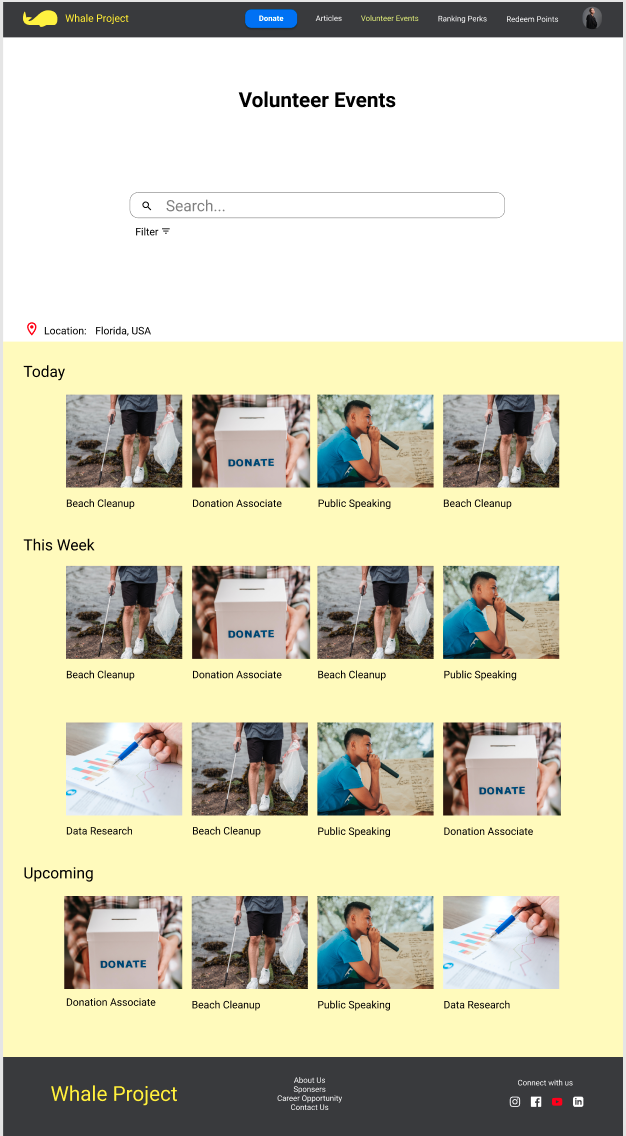 Whale Project
Donate
Articles
Volunteer Events
Ranking Perks
Redeem Points
Volunteer Events
Search...
Filter
Location: Florida, USA
Today
DONATE
Beach Cleanup
Donation Associate
Public Speaking
Beach Cleanup
This Week
DONATE
Beach Cleanup
Donation Associate
Beach Cleanup
Public Speaking
DONATE
Data Research
Beach Cleanup
Public Speaking
Donation Associate
Upcoming
DONATE
Donation Associate
Beach Cleanup
Public Speaking
Data Research
Whale Project
About Us
Sponsers
Career Opportunity
Contact Us
Connect with us